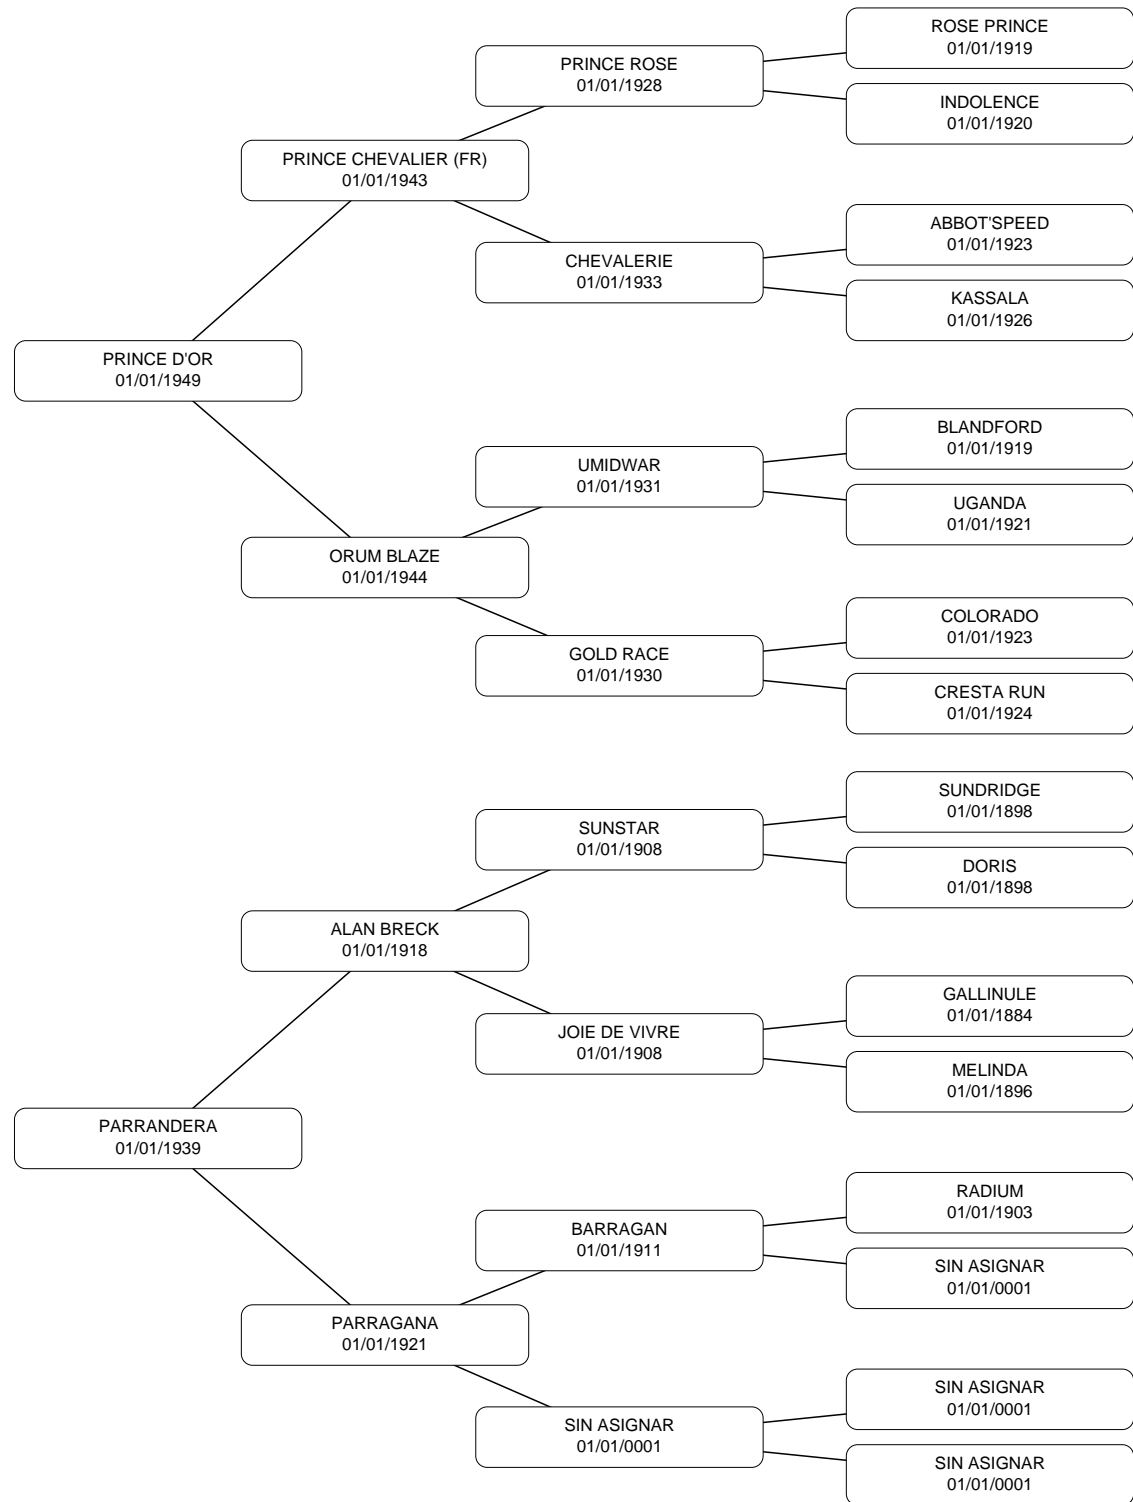 ROSE PRINCE
01/01/1919
PRINCE ROSE
01/01/1928
INDOLENCE
01/01/1920
PRINCE CHEVALIER (FR)
01/01/1943
ABBOT'SPEED
01/01/1923
CHEVALERIE
01/01/1933
KASSALA
01/01/1926
PRINCE D'OR
01/01/1949
BLANDFORD
01/01/1919
UMIDWAR
01/01/1931
UGANDA
01/01/1921
ORUM BLAZE
01/01/1944
COLORADO
01/01/1923
GOLD RACE
01/01/1930
CRESTA RUN
01/01/1924
SUNDRIDGE
01/01/1898
SUNSTAR
01/01/1908
DORIS
01/01/1898
ALAN BRECK
01/01/1918
GALLINULE
01/01/1884
JOIE DE VIVRE
01/01/1908
MELINDA
01/01/1896
PARRANDERA
01/01/1939
RADIUM
01/01/1903
BARRAGAN
01/01/1911
SIN ASIGNAR
01/01/0001
PARRAGANA
01/01/1921
SIN ASIGNAR
01/01/0001
SIN ASIGNAR
01/01/0001
SIN ASIGNAR
01/01/0001